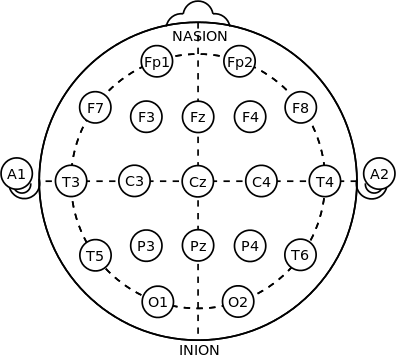 NASION
Fp1 Fp2
F7 F3 Fz F4 F8
A1 T3 C3 Cz C4 T4 A2
T5 P3 Pz P4 T6
O1 O2
INION